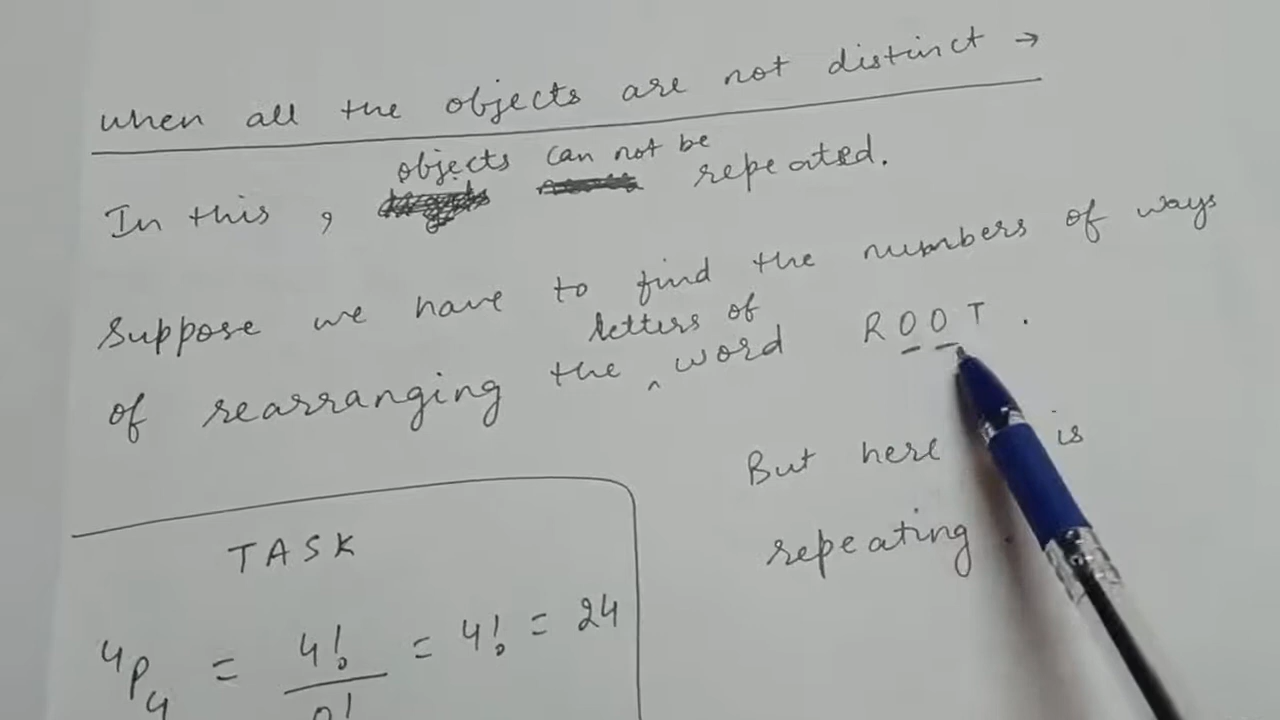 when all the objects are not distinct →
objects can not be
In this , repeated.
Suppose we have to find the numbers of ways
letters of
of rearranging the ^ word ROOT .
But here is
repeating .
TASK
⁴P₄ = 4!/0! = 4! = 24